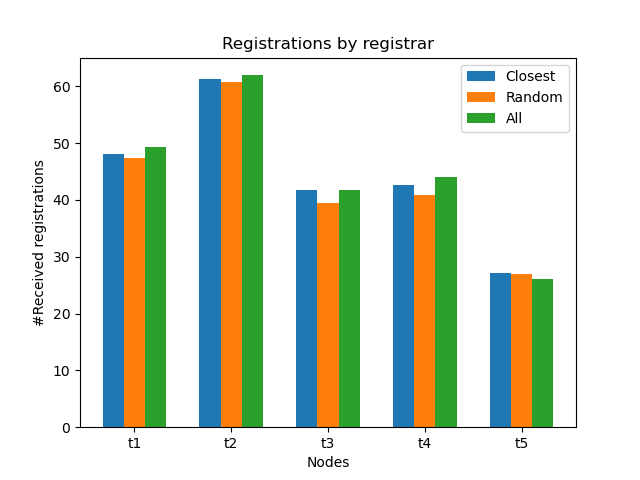 Registrations by registrar
Closest
Random
All
#Received registrations
60
50
40
30
20
10
0
t1 t2 t3 t4 t5
Nodes